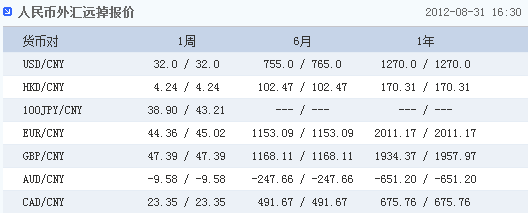 人民币外汇远掉报价 2012-08-31 16:30
货币对 1周 6月 1年
USD/CNY 32.0 / 32.0 755.0 / 765.0 1270.0 / 1270.0
HKD/CNY 4.24 / 4.24 102.47 / 102.47 170.31 / 170.31
100JPY/CNY 38.90 / 43.21 --- / --- --- / ---
EUR/CNY 44.36 / 45.02 1153.09 / 1153.09 2011.17 / 2011.17
GBP/CNY 47.39 / 47.39 1168.11 / 1168.11 1934.37 / 1957.97
AUD/CNY -9.58 / -9.58 -247.66 / -247.66 -651.20 / -651.20
CAD/CNY 23.35 / 23.35 491.67 / 491.67 675.76 / 675.76